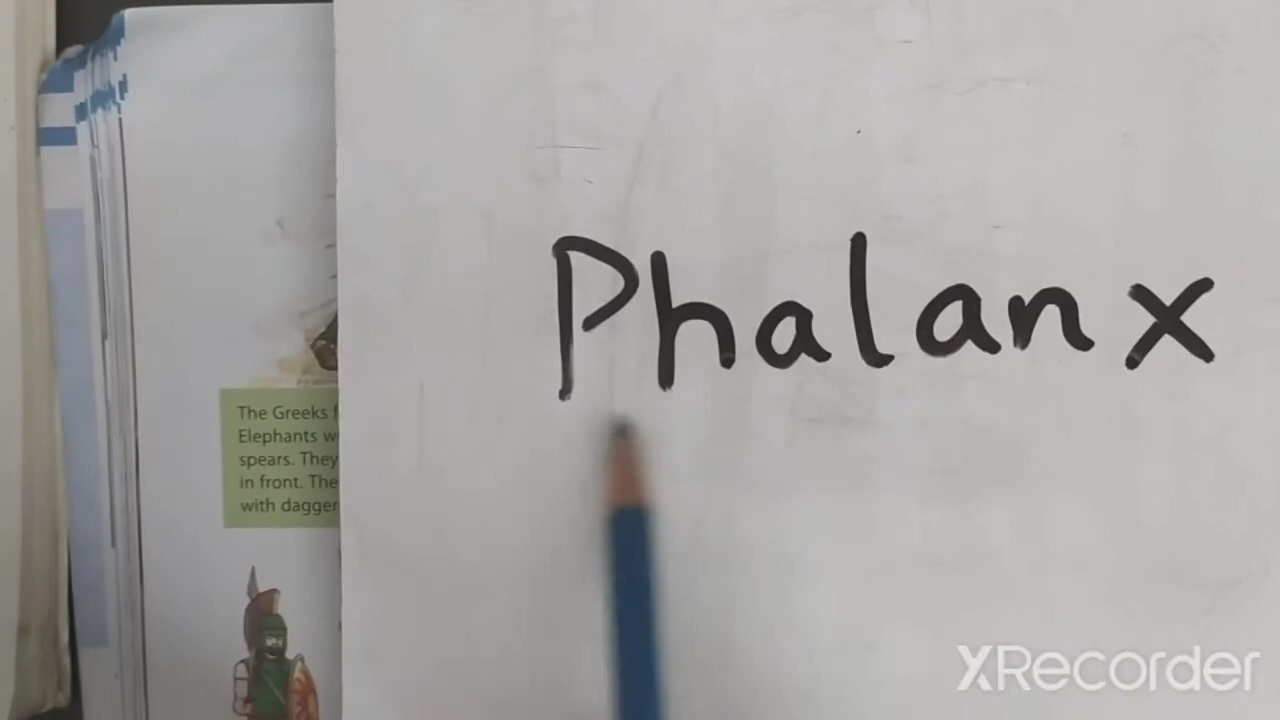 Phalanx
The Greeks
Elephants
spears. They
in front. The
with dagger
XRecorder